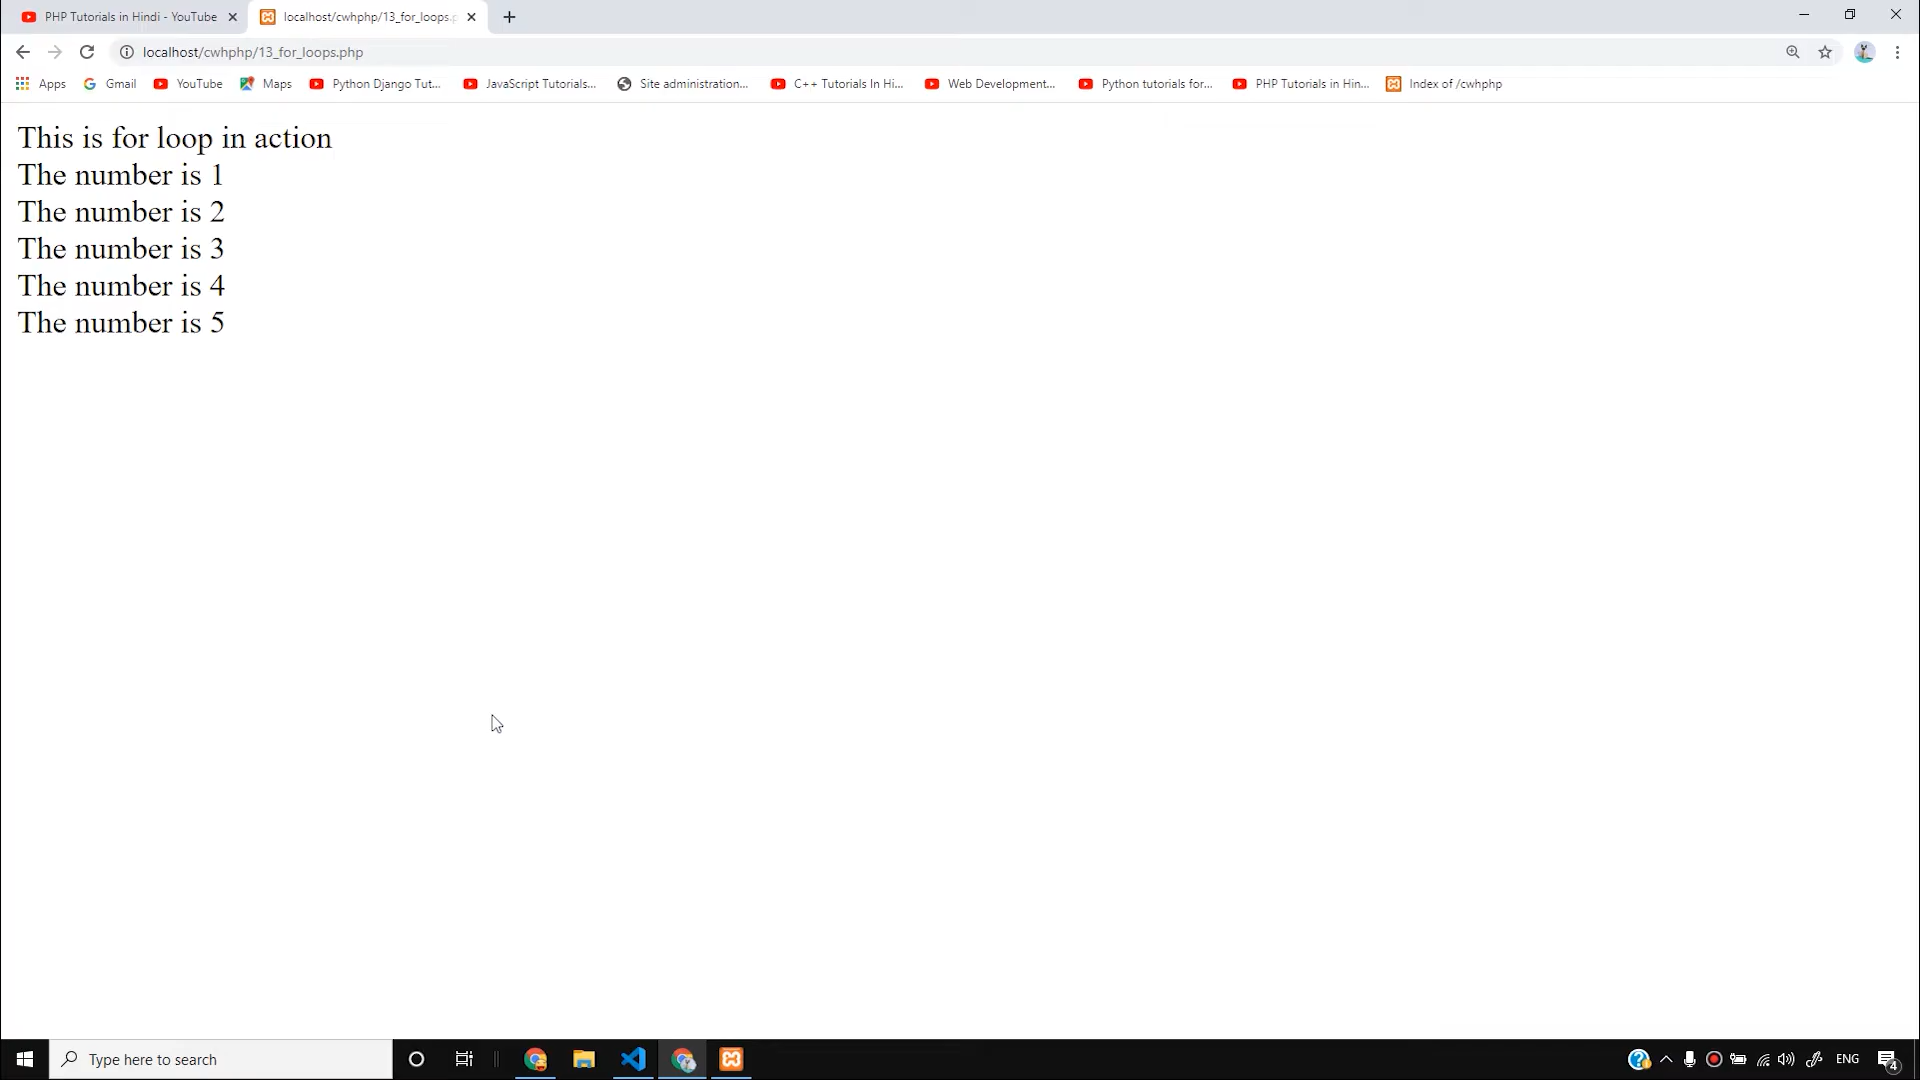 PHP Tutorials in Hindi - YouTube
localhost/cwhphp/13_for_loops.p
localhost/cwhphp/13_for_loops.php
Apps
Gmail
YouTube
Maps
Python Django Tut...
JavaScript Tutorials...
Site administration...
C++ Tutorials In Hi...
Web Development...
Python tutorials for...
PHP Tutorials in Hin...
Index of /cwhphp
This is for loop in action
The number is 1
The number is 2
The number is 3
The number is 4
The number is 5
Type here to search
ENG
4